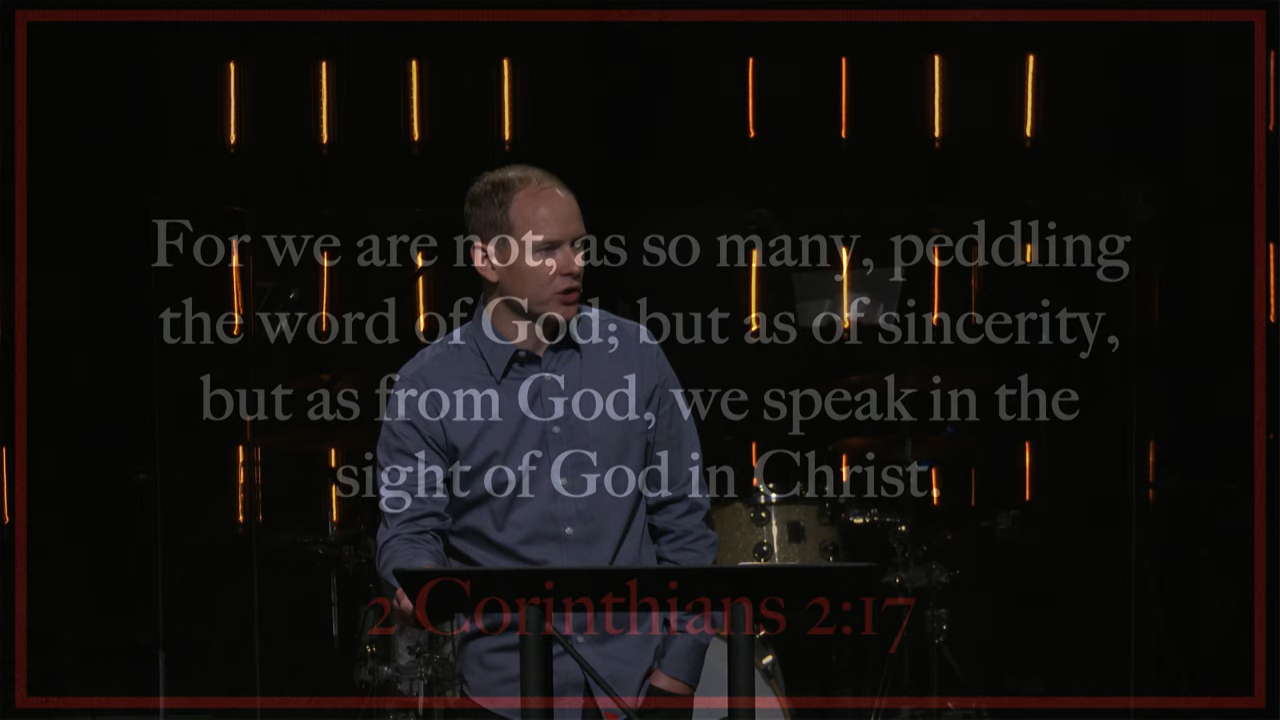 For we are not, as so many, peddling
the word of God; but as of sincerity,
but as from God, we speak in the
sight of God in Christ.
2 Corinthians 2:17